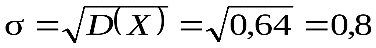 σ = √D(X) = √0,64 = 0,8